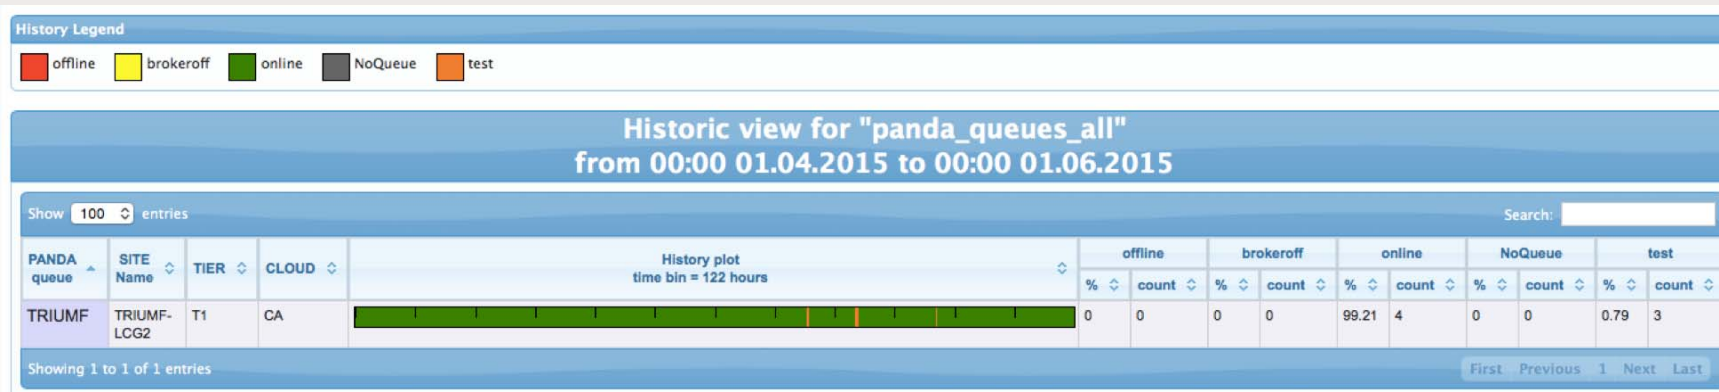 History Legend
offline brokeroff online NoQueue test
Historic view for "panda_queues_all"
from 00:00 01.04.2015 to 00:00 01.06.2015
Show 100 entries Search:
PANDA queue SITE Name TIER CLOUD History plot time bin = 122 hours offline brokeroff online NoQueue test
% count % count % count % count % count
TRIUMF TRIUMF-LCG2 T1 CA 0 0 0 0 99.21 4 0 0 0.79 3
Showing 1 to 1 of 1 entries First Previous 1 Next Last